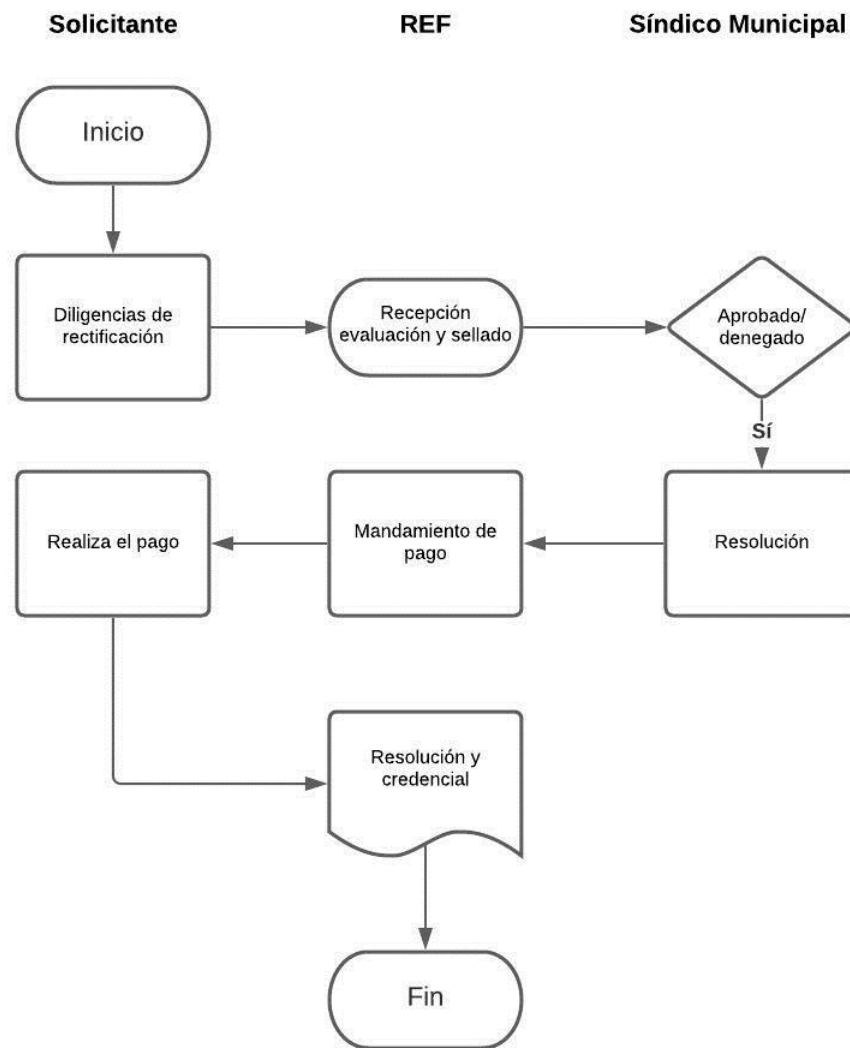 Solicitante
REF
Síndico Municipal
Inicio
Diligencias de
rectificación
Recepción
evaluación y sellado
Aprobado/
denegado
Sí
Realiza el pago
Mandamiento de
pago
Resolución
Resolución y
credencial
Fin